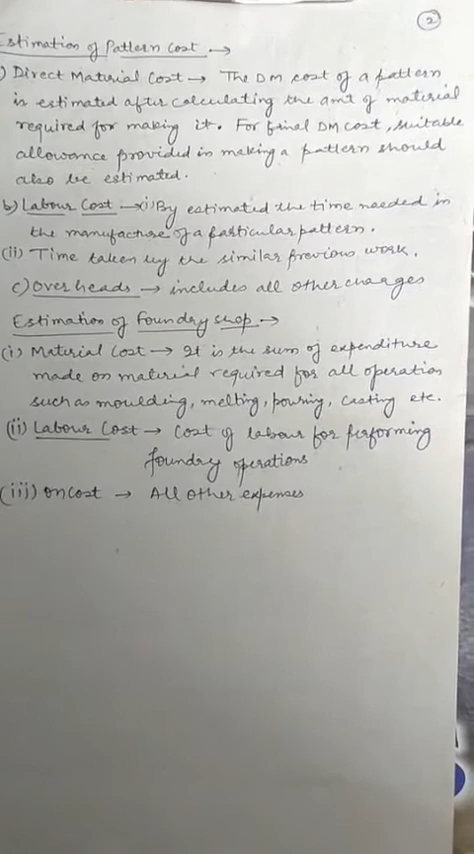 ②
Estimation of Pattern Cost →
) Direct Material Cost → The DM cost of a pattern
is estimated after calculating the amt of material
required for making it. For final DM cost, suitable
allowance provided in making a pattern should
also be estimated.
b) Labour Cost → (i) By estimated the time needed in
the manufacture of a particular pattern.
(ii) Time taken by the similar previous work.
c) Over heads → includes all other charges
Estimation of Foundry shop →
(i) Material Cost → It is the sum of expenditure
made on material required for all operation
such as moulding, melting, pouring, casting etc.
(ii) Labour Cost → Cost of labour for performing
foundry operations
(iii) on cost → All other expenses